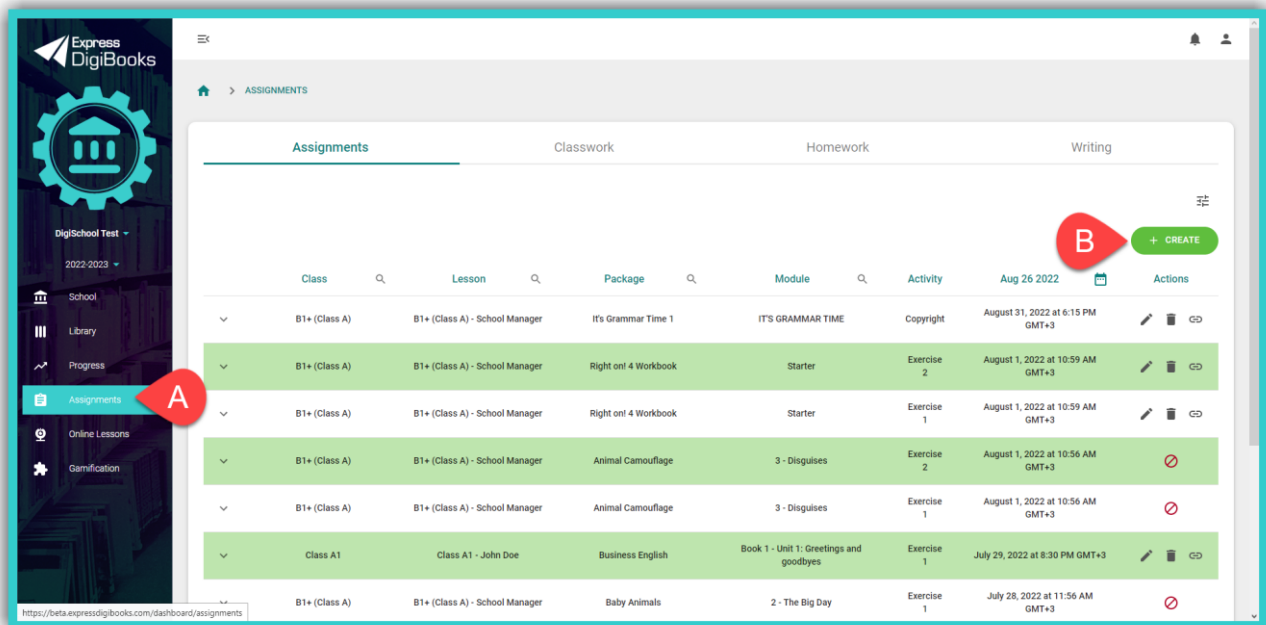 Express
DigiBooks
DigiSchool Test
2022-2023
School
Library
Progress
Assignments
A
Online Lessons
Gamification
https://beta.expressdigibooks.com/dashboard/assignments
> ASSIGNMENTS
Assignments Classwork Homework Writing
B
+ CREATE
Class Lesson Package Module Activity Aug 26 2022 Actions
B1+ (Class A) B1+ (Class A) - School Manager It's Grammar Time 1 IT'S GRAMMAR TIME Copyright August 31, 2022 at 6:15 PM
GMT+3
B1+ (Class A) B1+ (Class A) - School Manager Right on! 4 Workbook Starter Exercise August 1, 2022 at 10:59 AM
2 GMT+3
B1+ (Class A) B1+ (Class A) - School Manager Right on! 4 Workbook Starter Exercise August 1, 2022 at 10:59 AM
1 GMT+3
B1+ (Class A) B1+ (Class A) - School Manager Animal Camouflage 3 - Disguises Exercise August 1, 2022 at 10:56 AM
2 GMT+3
B1+ (Class A) B1+ (Class A) - School Manager Animal Camouflage 3 - Disguises Exercise August 1, 2022 at 10:56 AM
1 GMT+3
Class A1 Class A1 - John Doe Business English Book 1 - Unit 1: Greetings and Exercise July 29, 2022 at 8:30 PM GMT+3
goodbyes 1
B1+ (Class A) B1+ (Class A) - School Manager Baby Animals 2 - The Big Day Exercise July 28, 2022 at 11:56 AM
1 GMT+3